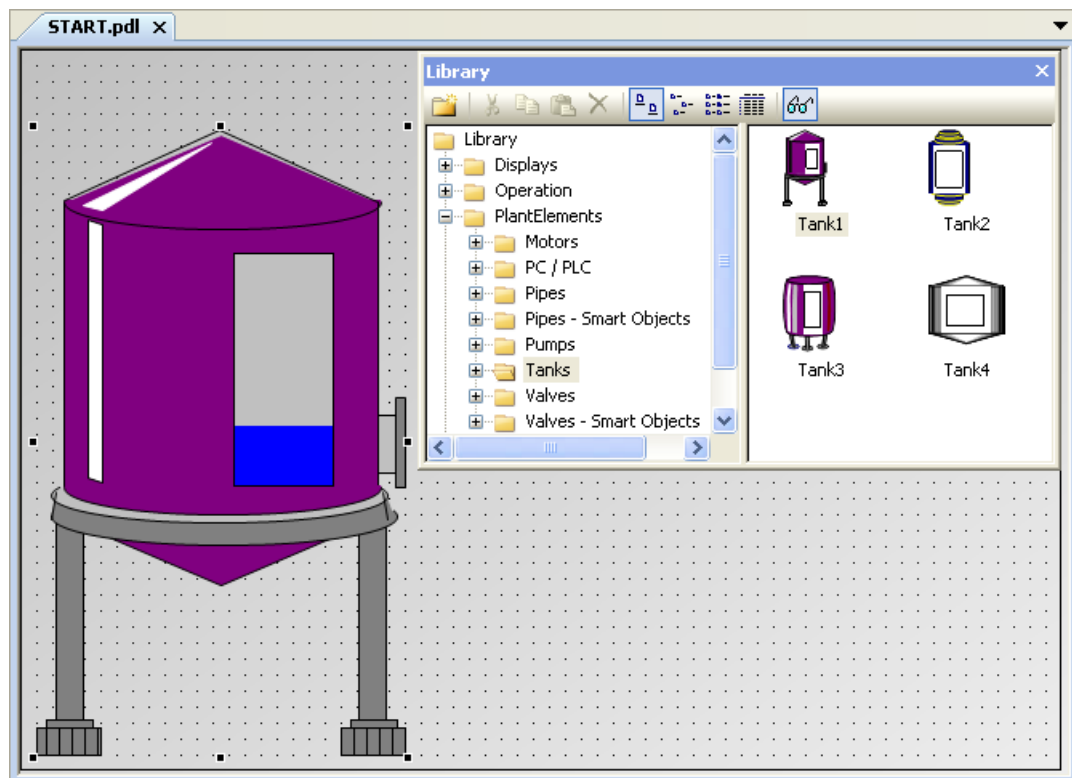 START.pdl
Library
Library
Displays
Operation
PlantElements
Motors
PC / PLC
Pipes
Pipes - Smart Objects
Pumps
Tanks
Valves
Valves - Smart Objects
Tank1
Tank2
Tank3
Tank4